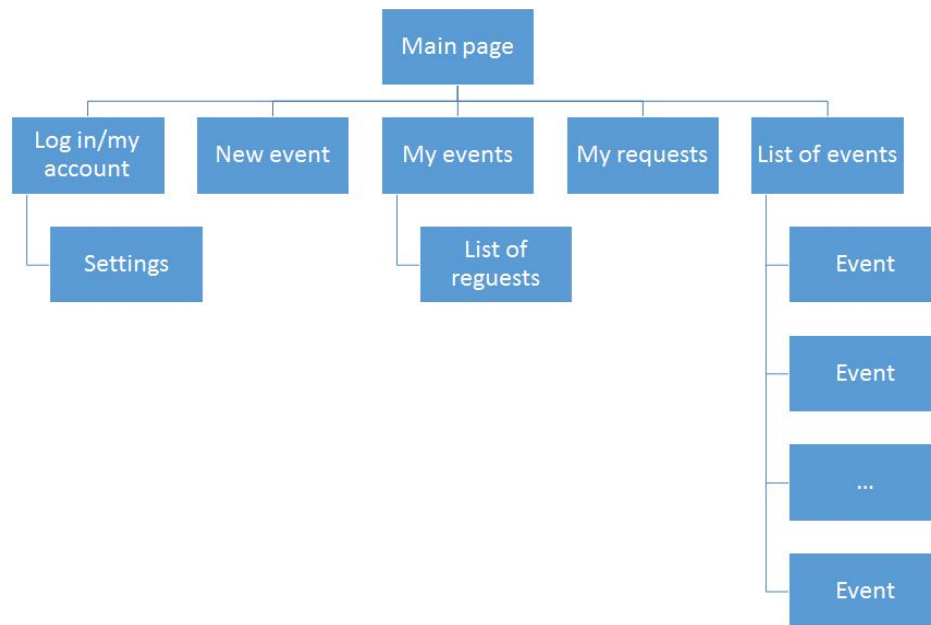 Main page
Log in/my
account
New event
My events
My requests
List of events
Settings
List of
reguests
Event
Event
...
Event